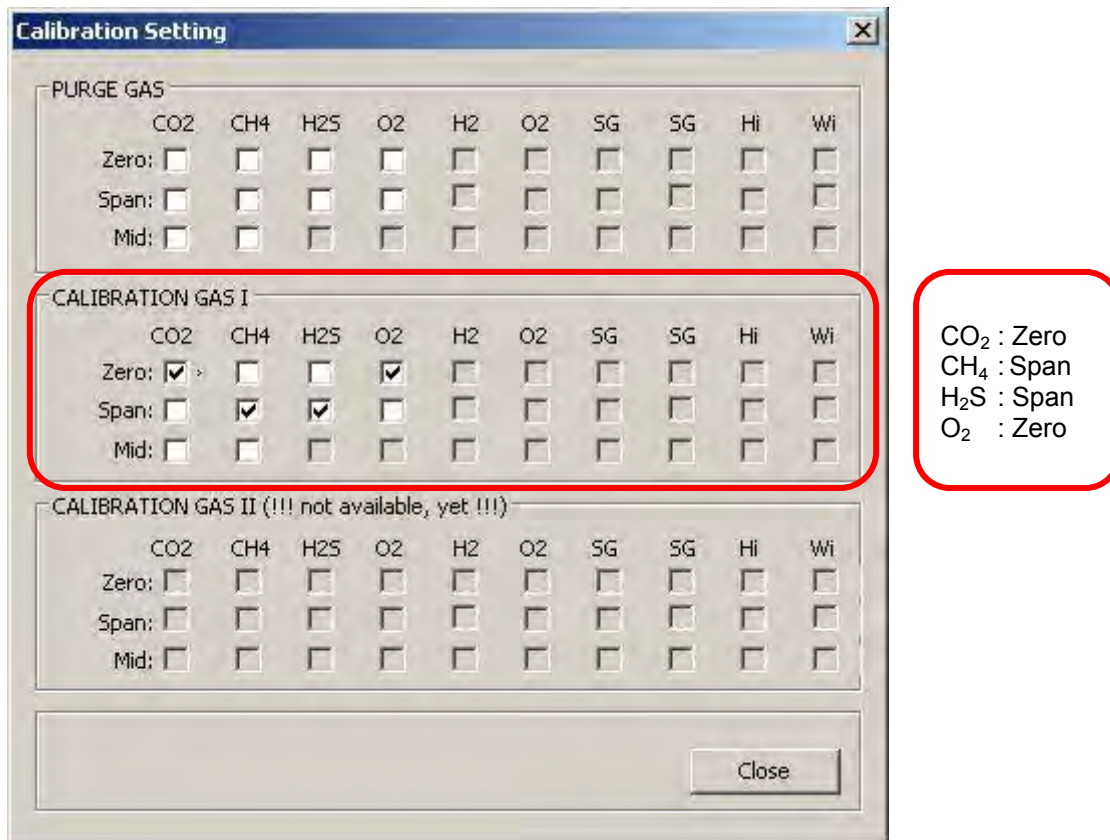 Calibration Setting
PURGE GAS
CO2 CH4 H2S O2 H2 O2 SG SG Hi Wi
Zero:
Span:
Mid:
CALIBRATION GAS I
CO2 CH4 H2S O2 H2 O2 SG SG Hi Wi
Zero:
Span:
Mid:
CALIBRATION GAS II (!!! not available, yet !!!)
CO2 CH4 H2S O2 H2 O2 SG SG Hi Wi
Zero:
Span:
Mid:
Close
CO₂ : Zero
CH₄ : Span
H₂S : Span
O₂ : Zero